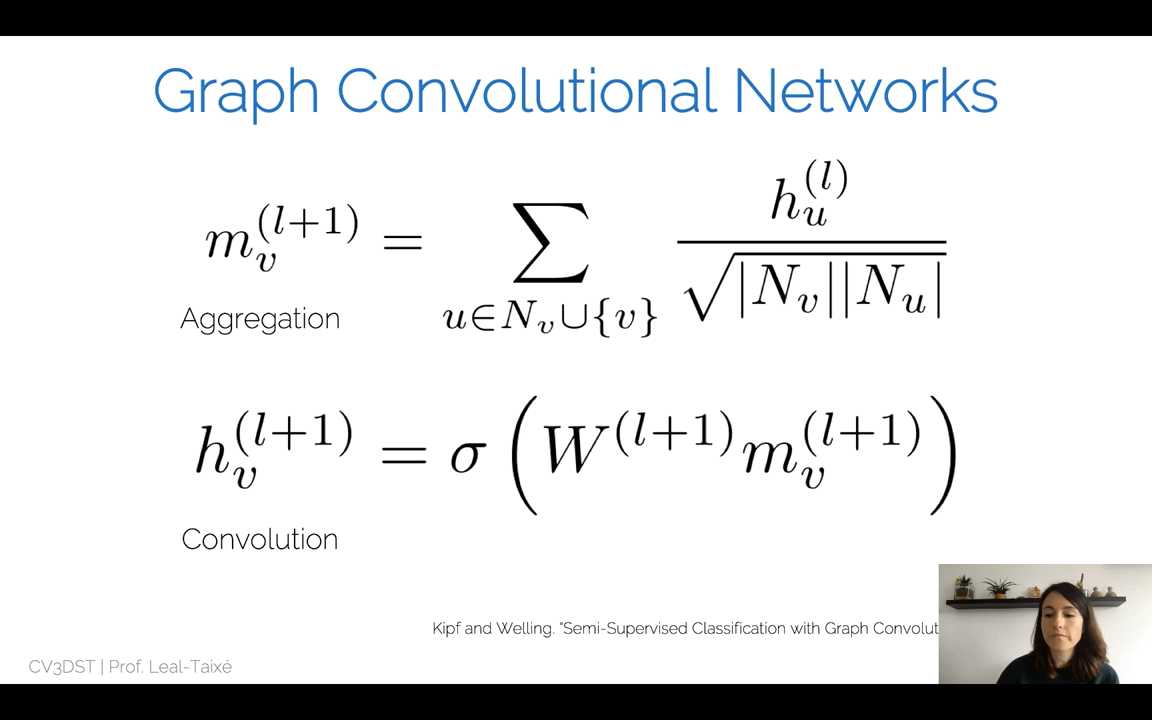 Graph Convolutional Networks
m_v^{(l+1)} = \sum_{u \in N_v \cup \{v\}} \frac{h_u^{(l)}}{\sqrt{|N_v||N_u|}}
Aggregation
h_v^{(l+1)} = \sigma \left( W^{(l+1)} m_v^{(l+1)} \right)
Convolution
Kipf and Welling. "Semi-Supervised Classification with Graph
CV3DST | Prof. Leal-Taixé